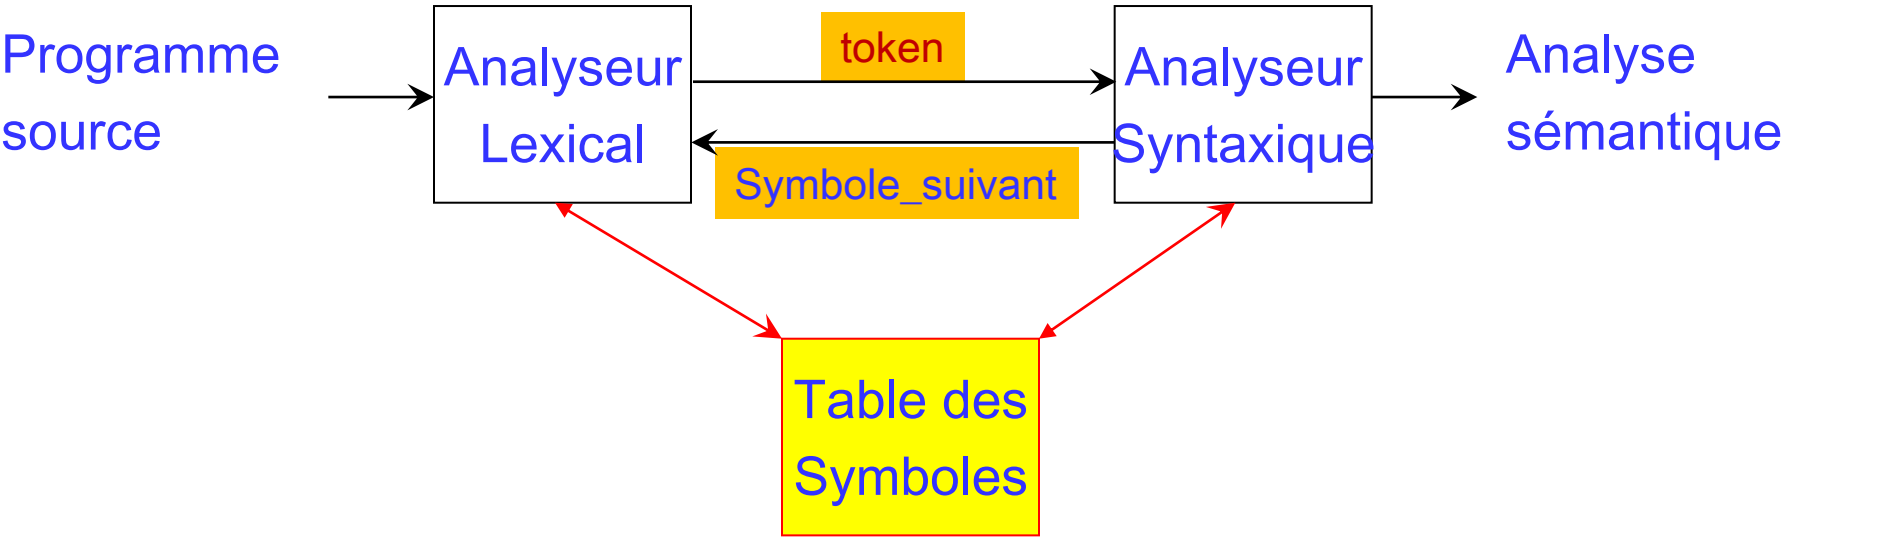 Programme
source
Analyseur
Lexical
token
Symbole_suivant
Analyseur
Syntaxique
Analyse
sémantique
Table des
Symboles